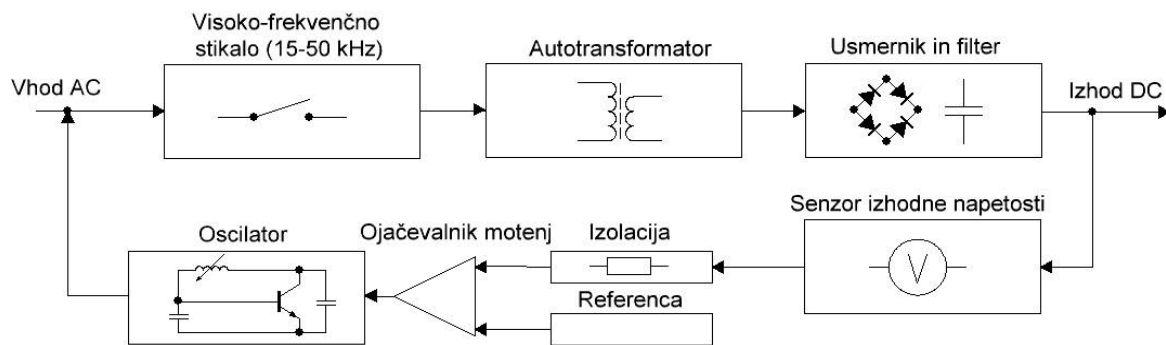 Visoko-frekvenčno
stikalo (15-50 kHz)
Autotransformator
Usmernik in filter
Vhod AC
Izhod DC
Senzor izhodne napetosti
Oscilator
Ojačevalnik motenj
Izolacija
V
Referenca